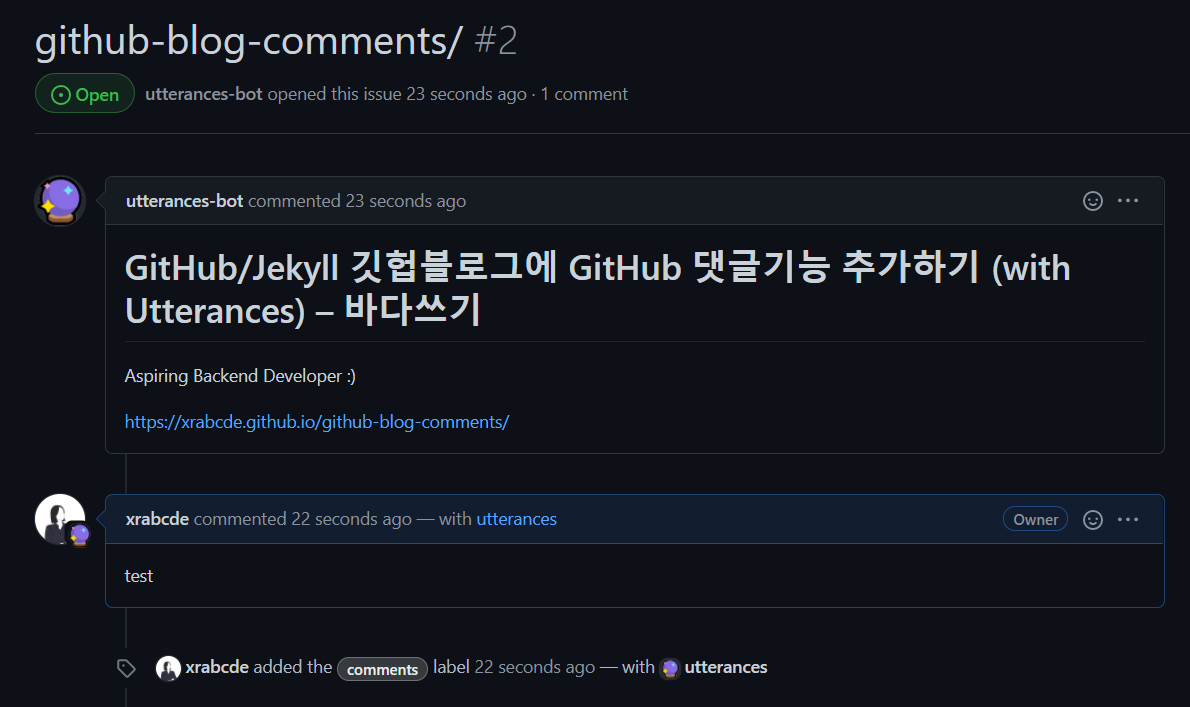 github-blog-comments/ #2
Open utterances-bot opened this issue 23 seconds ago · 1 comment
utterances-bot commented 23 seconds ago
GitHub/Jekyll 깃헙블로그에 GitHub 댓글기능 추가하기 (with
Utterances) – 바다쓰기
Aspiring Backend Developer :)
https://xrabcde.github.io/github-blog-comments/
xrabcde commented 22 seconds ago — with utterances Owner
test
xrabcde added the comments label 22 seconds ago — with utterances